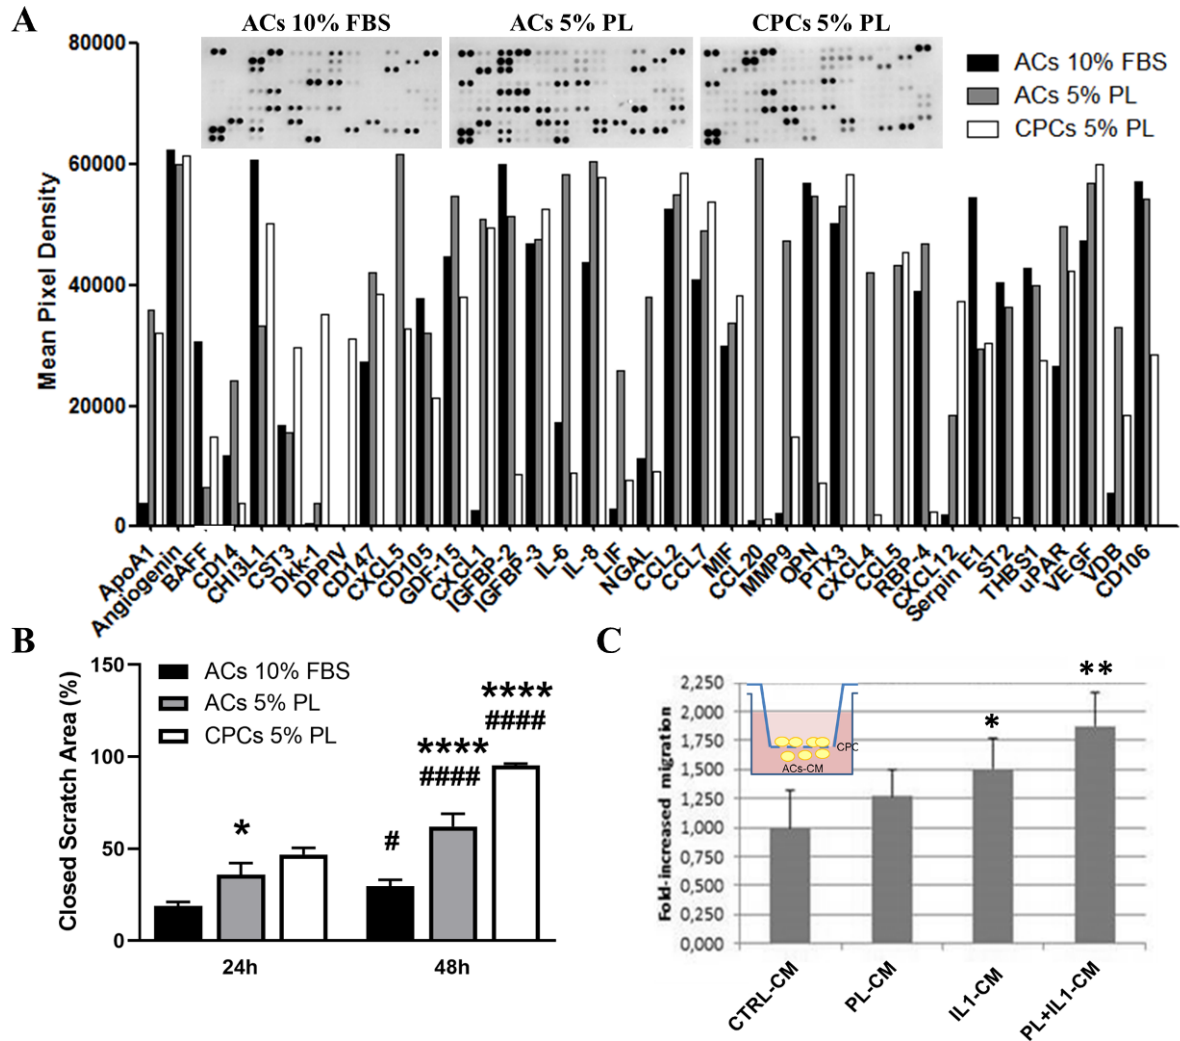 A
ACs 10% FBS
ACs 5% PL
CPCs 5% PL
ACs 10% FBS
ACs 5% PL
CPCs 5% PL
Mean Pixel Density
80000
60000
40000
20000
0
ApoA1
Angiogenin
BAFF
CD14
CHI3L1
CST3
Dkk-1
DPPIV
CD147
CXCL5
CD105
GDF-15
CXCL1
IGFBP-2
IGFBP-3
IL-6
IL-8
LIF
NGAL
CCL2
CCL7
MIF
CCL20
MMP9
OPN
PTX3
CXCL4
CCL5
RBP-4
CXCL12
Serpin E1
ST2
THBS1
uPAR
VEGF
VDB
CD106
B
ACs 10% FBS
ACs 5% PL
CPCs 5% PL
Closed Scratch Area (%)
150
100
50
0
*
#
****
####
****
####
24h
48h
C
Fold-increased migration
2,250
2,000
1,750
1,500
1,250
1,000
0,750
0,500
0,250
0,000
CPC
ACs-CM
*
**
CTRL-CM
PL-CM
IL1-CM
PL+IL1-CM